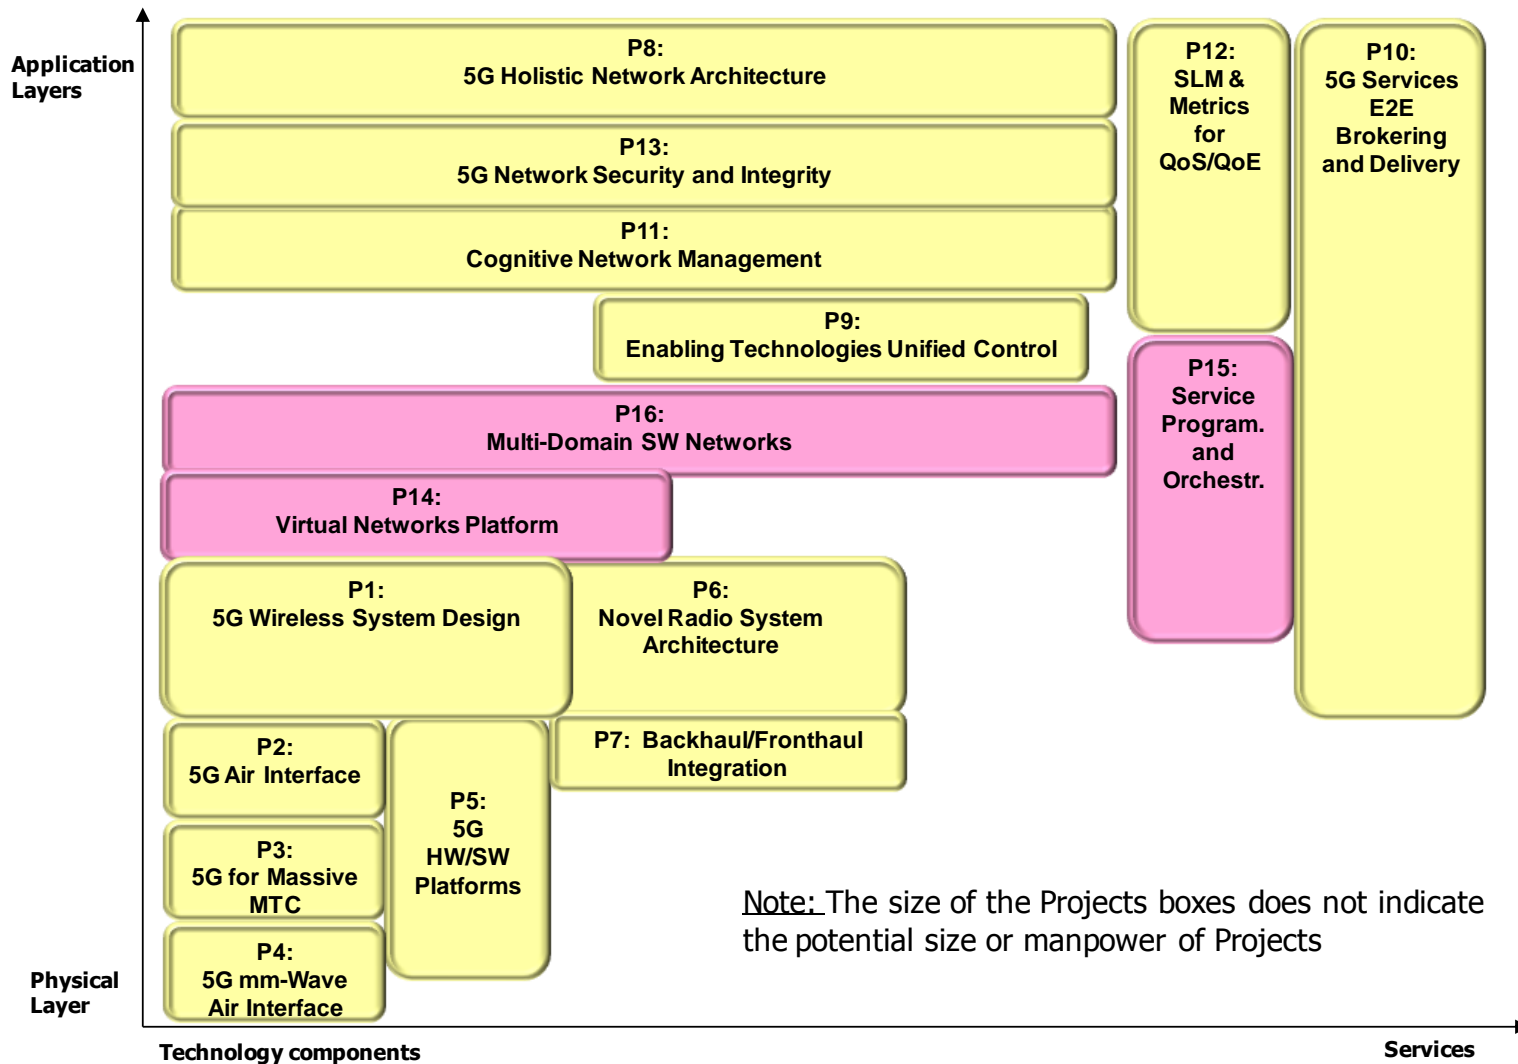 Application
Layers
P8:
5G Holistic Network Architecture
P13:
5G Network Security and Integrity
P11:
Cognitive Network Management
P9:
Enabling Technologies Unified Control
P12:
SLM &
Metrics
for
QoS/QoE
P10:
5G Services
E2E
Brokering
and Delivery
P16:
Multi-Domain SW Networks
P15:
Service
Program.
and
Orchestr.
P14:
Virtual Networks Platform
P1:
5G Wireless System Design
P6:
Novel Radio System
Architecture
P2:
5G Air Interface
P7: Backhaul/Fronthaul
Integration
P5:
5G
HW/SW
Platforms
P3:
5G for Massive
MTC
P4:
5G mm-Wave
Air Interface
Note: The size of the Projects boxes does not indicate
the potential size or manpower of Projects
Physical
Layer
Technology components
Services